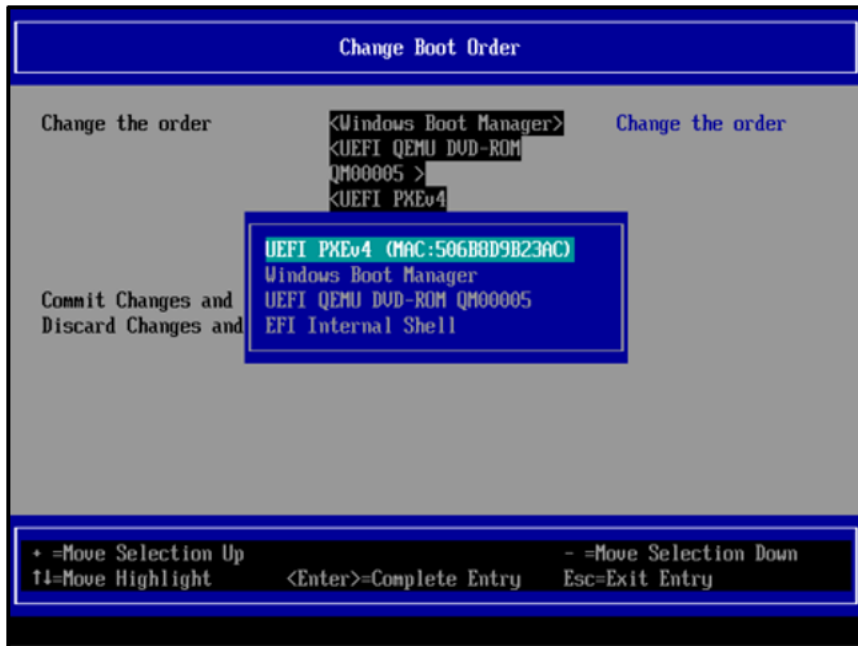 Change Boot Order
Change the order <Windows Boot Manager> Change the order
<UEFI QEMU DVD-ROM
QM00005 >
<UEFI PXEv4
UEFI PXEv4 (MAC:506B8D9B23AC)
Windows Boot Manager
Commit Changes and UEFI QEMU DVD-ROM QM00005
Discard Changes and EFI Internal Shell
+ =Move Selection Up - =Move Selection Down
↑↓=Move Highlight <Enter>=Complete Entry Esc=Exit Entry